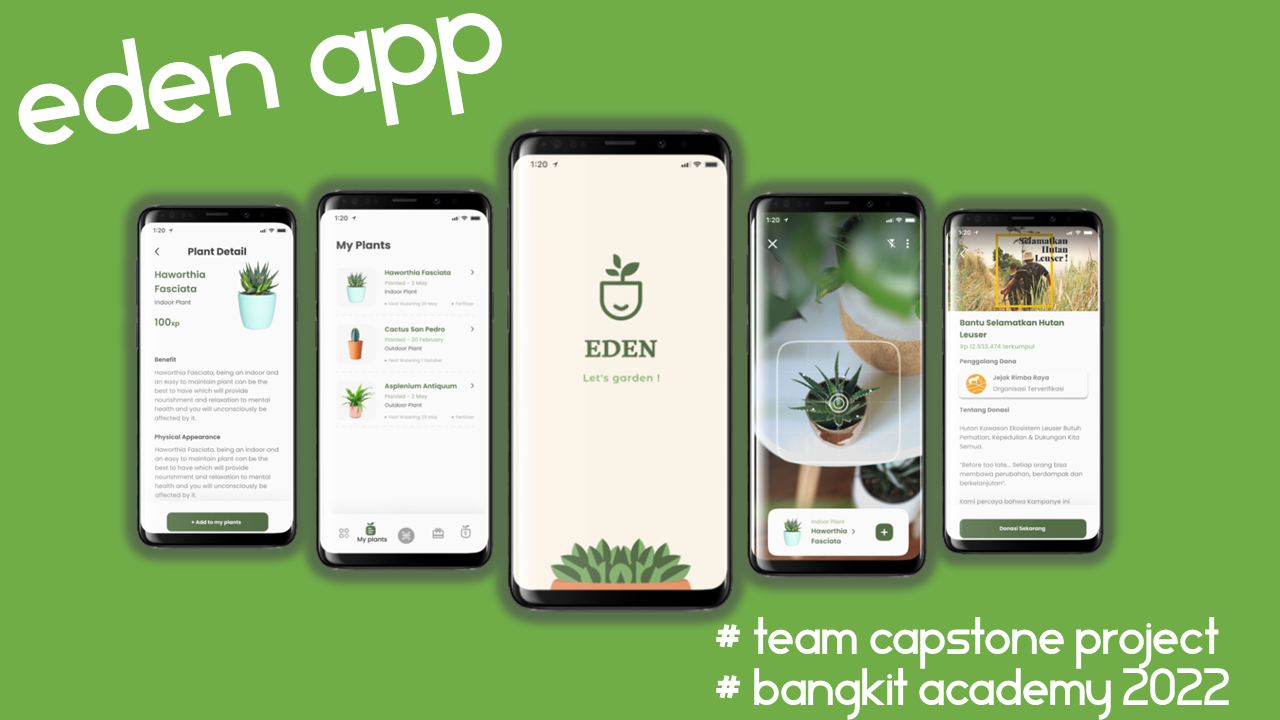 eden app
1:20
Plant Detail
Haworthia
Fasciata
Indoor Plant
100xp
Benefit
Haworthia Fasciata, being an indoor and
an easy to maintain plant can be the
best to have which will provide
nourishment and relaxation to mental
health and you will unconsciously be
affected by it.
Physical Appearance
Haworthia Fasciata, being an indoor and
an easy to maintain plant can be the
best to have which will provide
nourishment and relaxation to mental
health and you will unconsciously be
affected by it.
+ Add to my plants
1:20
My Plants
Haworthia Fasciata
Planted - 2 May
Indoor Plant
Next Watering 10 May
Fertilizer
Cactus San Pedro
Planted - 20 February
Outdoor Plant
Next Watering 1 October
Asplenium Antiquum
Planted - 2 May
Outdoor Plant
Next Watering 20 May
Fertilizer
My plants
1:20
EDEN
Let's garden !
1:20
Indoor Plant
Haworthia
Fasciata
1:20
Selamatkan
Hutan
Leuser !
Bantu Selamatkan Hutan
Leuser
Rp 12.933.474 terkumpul
Penggalang Dana
Jejak Rimba Raya
Organisasi Terverifikasi
Tentang Donasi
Hutan Kawasan Ekosistem Leuser Butuh
Perhatian, Kepedulian & Dukungan Kita
Semua.
"Before too late... Setiap orang bisa
membawa perubahan, berdampak dan
berkelanjutan".
Kami percaya bahwa Kampanye ini
Donasi Sekarang
# team capstone project
# bangkit academy 2022